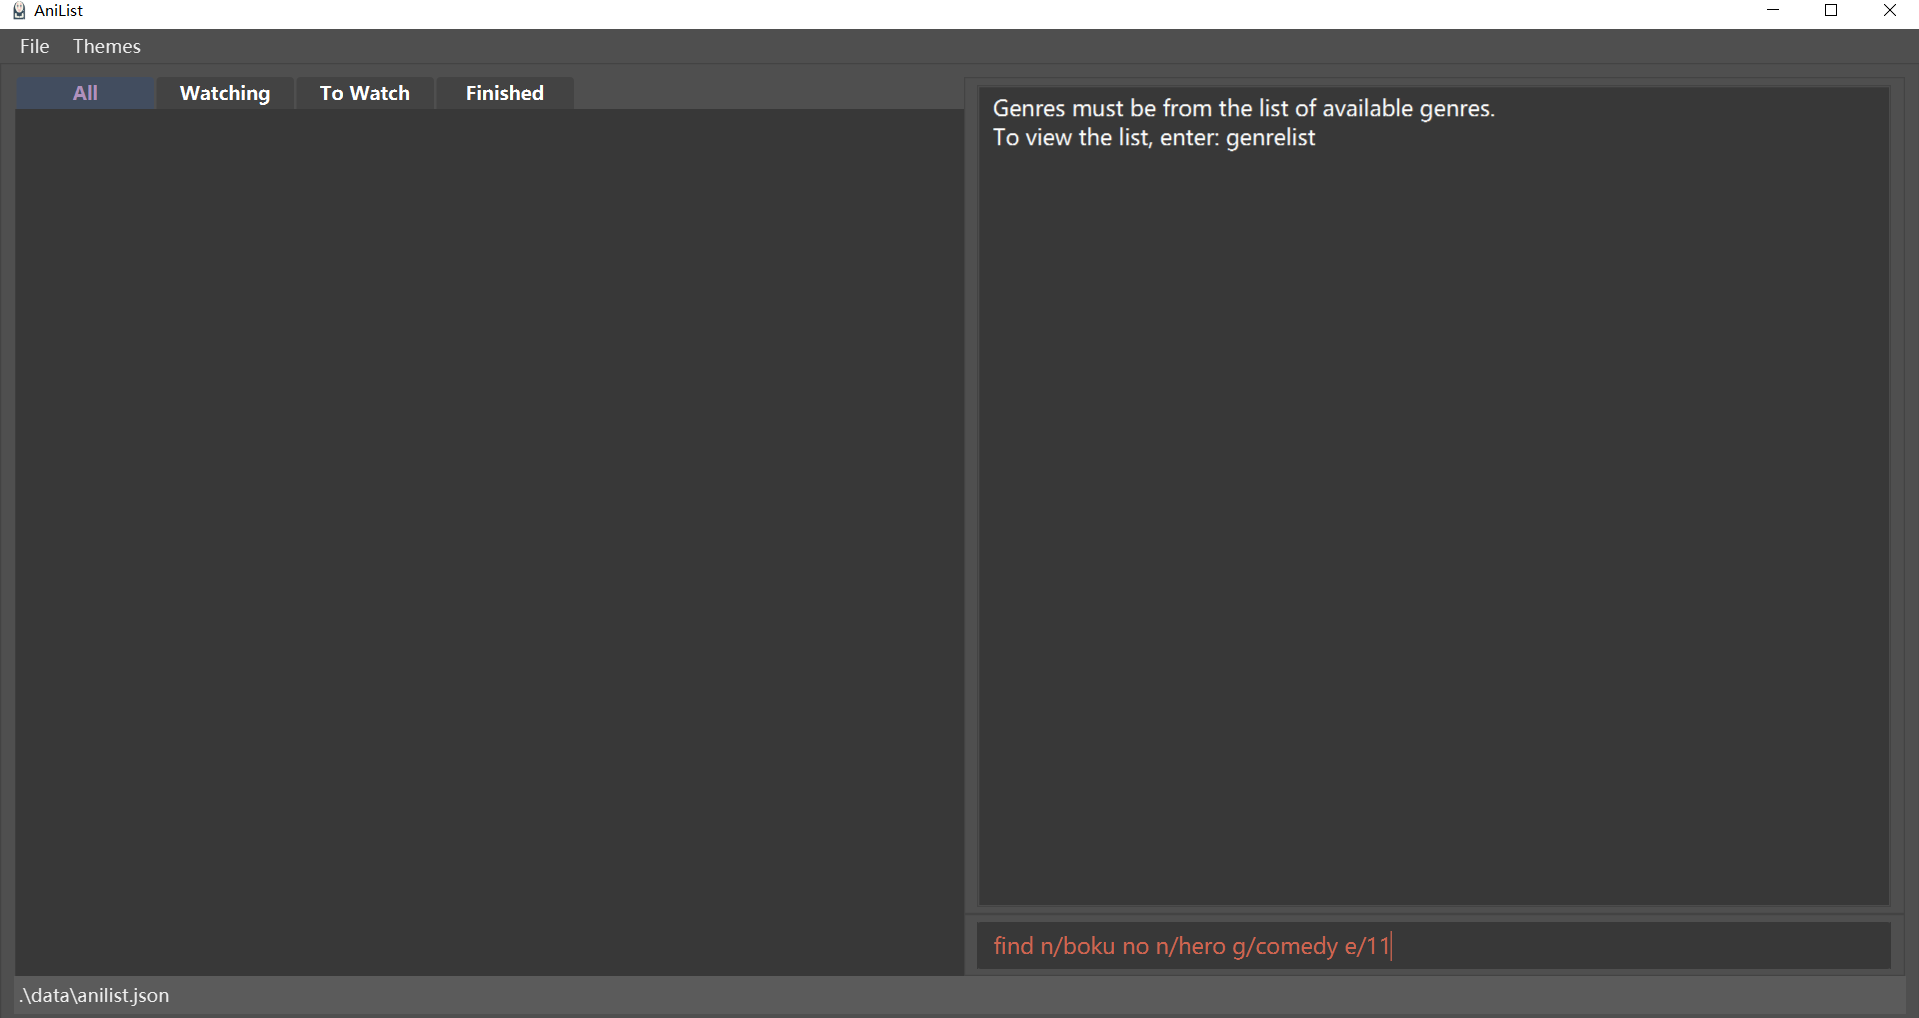 AniList
File Themes
All Watching To Watch Finished
Genres must be from the list of available genres.
To view the list, enter: genrelist
find n/boku no n/hero g/comedy e/11
.\data\anilist.json